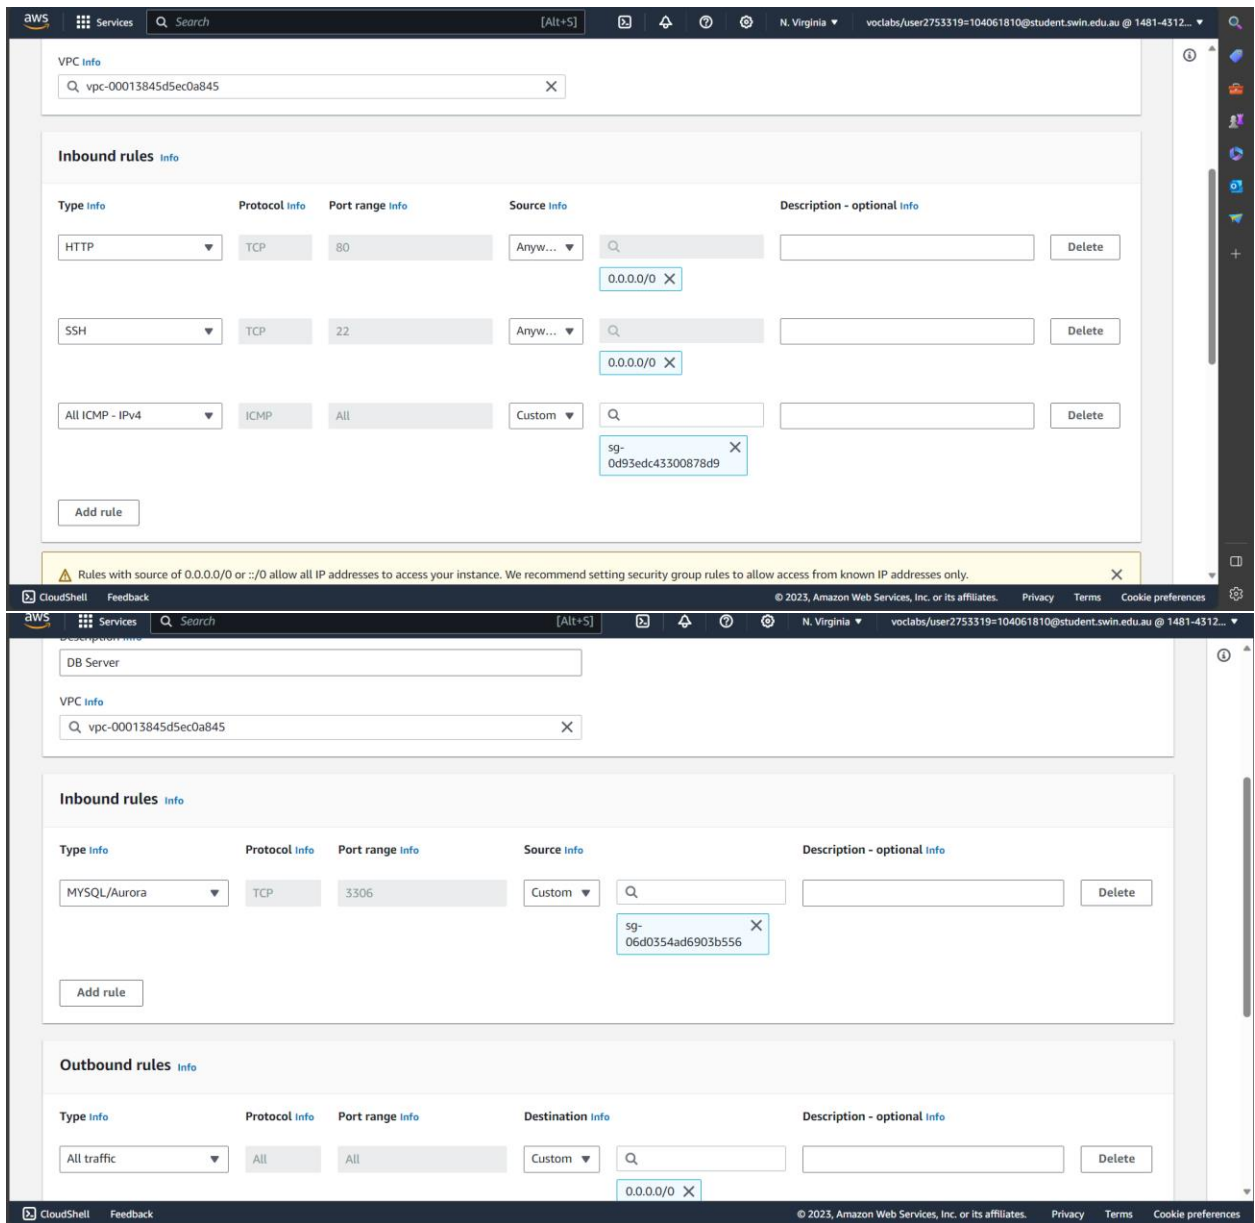 aws Services Search [Alt+S] N. Virginia voclabs/user2753319=104061810@student.swin.edu.au @ 1481-4312...
VPC Info
vpc-00013845d5ec0a845
Inbound rules Info
Type Info Protocol Info Port range Info Source Info Description - optional Info
HTTP TCP 80 Anyw... Delete
0.0.0.0/0
SSH TCP 22 Anyw... Delete
0.0.0.0/0
All ICMP - IPv4 ICMP All Custom Delete
sg-
0d93edc43300878d9
Add rule
Rules with source of 0.0.0.0/0 or ::/0 allow all IP addresses to access your instance. We recommend setting security group rules to allow access from known IP addresses only.
CloudShell Feedback © 2023, Amazon Web Services, Inc. or its affiliates. Privacy Terms Cookie preferences
aws Services Search [Alt+S] N. Virginia voclabs/user2753319=104061810@student.swin.edu.au @ 1481-4312...
Description Info
DB Server
VPC Info
vpc-00013845d5ec0a845
Inbound rules Info
Type Info Protocol Info Port range Info Source Info Description - optional Info
MYSQL/Aurora TCP 3306 Custom Delete
sg-
06d0354ad6903b556
Add rule
Outbound rules Info
Type Info Protocol Info Port range Info Destination Info Description - optional Info
All traffic All All Custom Delete
0.0.0.0/0
CloudShell Feedback © 2023, Amazon Web Services, Inc. or its affiliates. Privacy Terms Cookie preferences